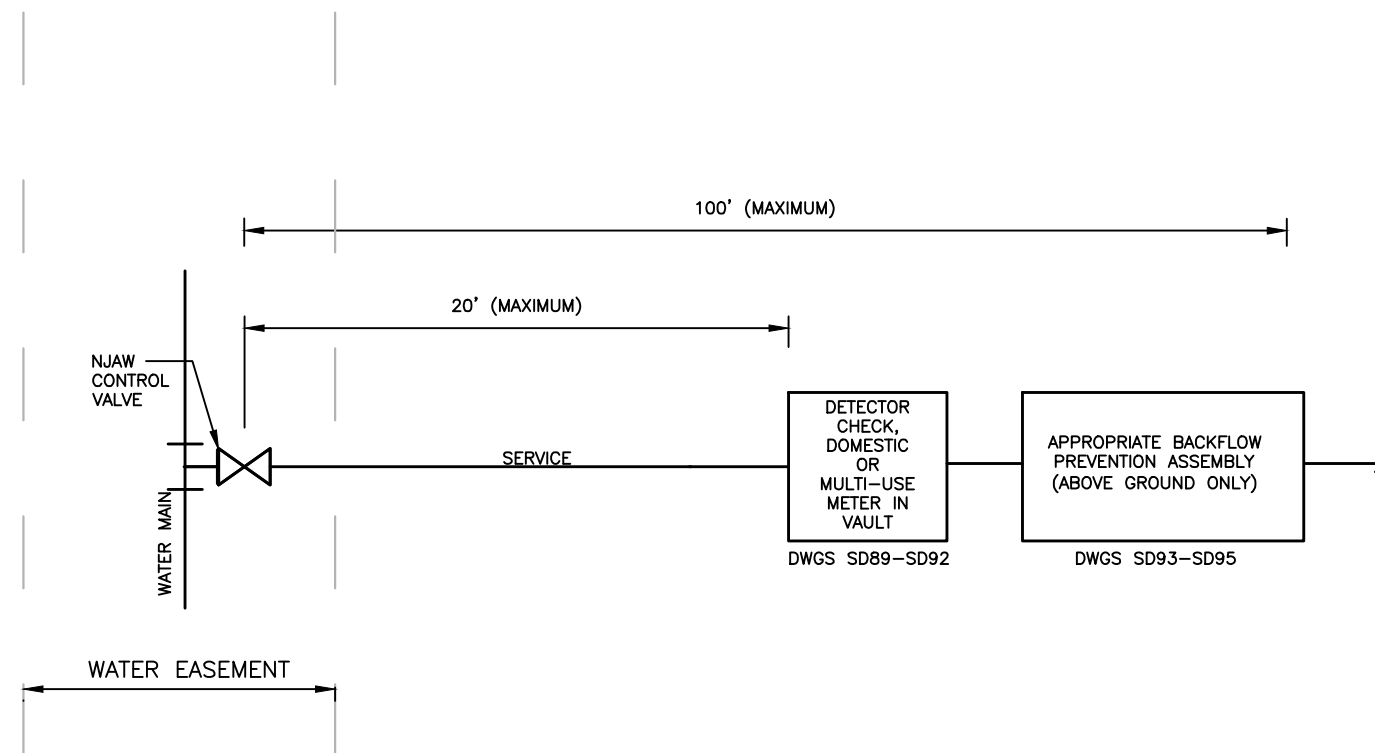 100' (MAXIMUM)
20' (MAXIMUM)
NJAW
CONTROL
VALVE
SERVICE
WATER MAIN
DETECTOR
CHECK,
DOMESTIC
OR
MULTI-USE
METER IN
VAULT
DWGS SD89-SD92
APPROPRIATE BACKFLOW
PREVENTION ASSEMBLY
(ABOVE GROUND ONLY)
DWGS SD93-SD95
WATER EASEMENT